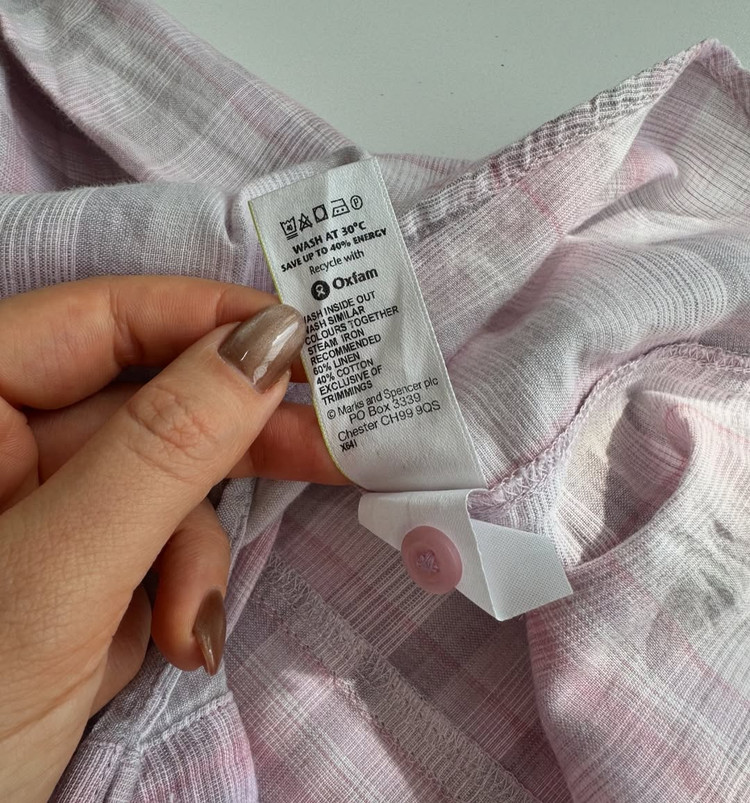 40 P
WASH AT 30°C
SAVE UP TO 40% ENERGY
Recycle with
Oxfam
WASH INSIDE OUT
WASH SIMILAR
COLOURS TOGETHER
STEAM IRON
RECOMMENDED
60% LINEN
40% COTTON
EXCLUSIVE OF
TRIMMINGS
© Marks and Spencer plc
PO Box 3339
Chester CH99 9QS
X641